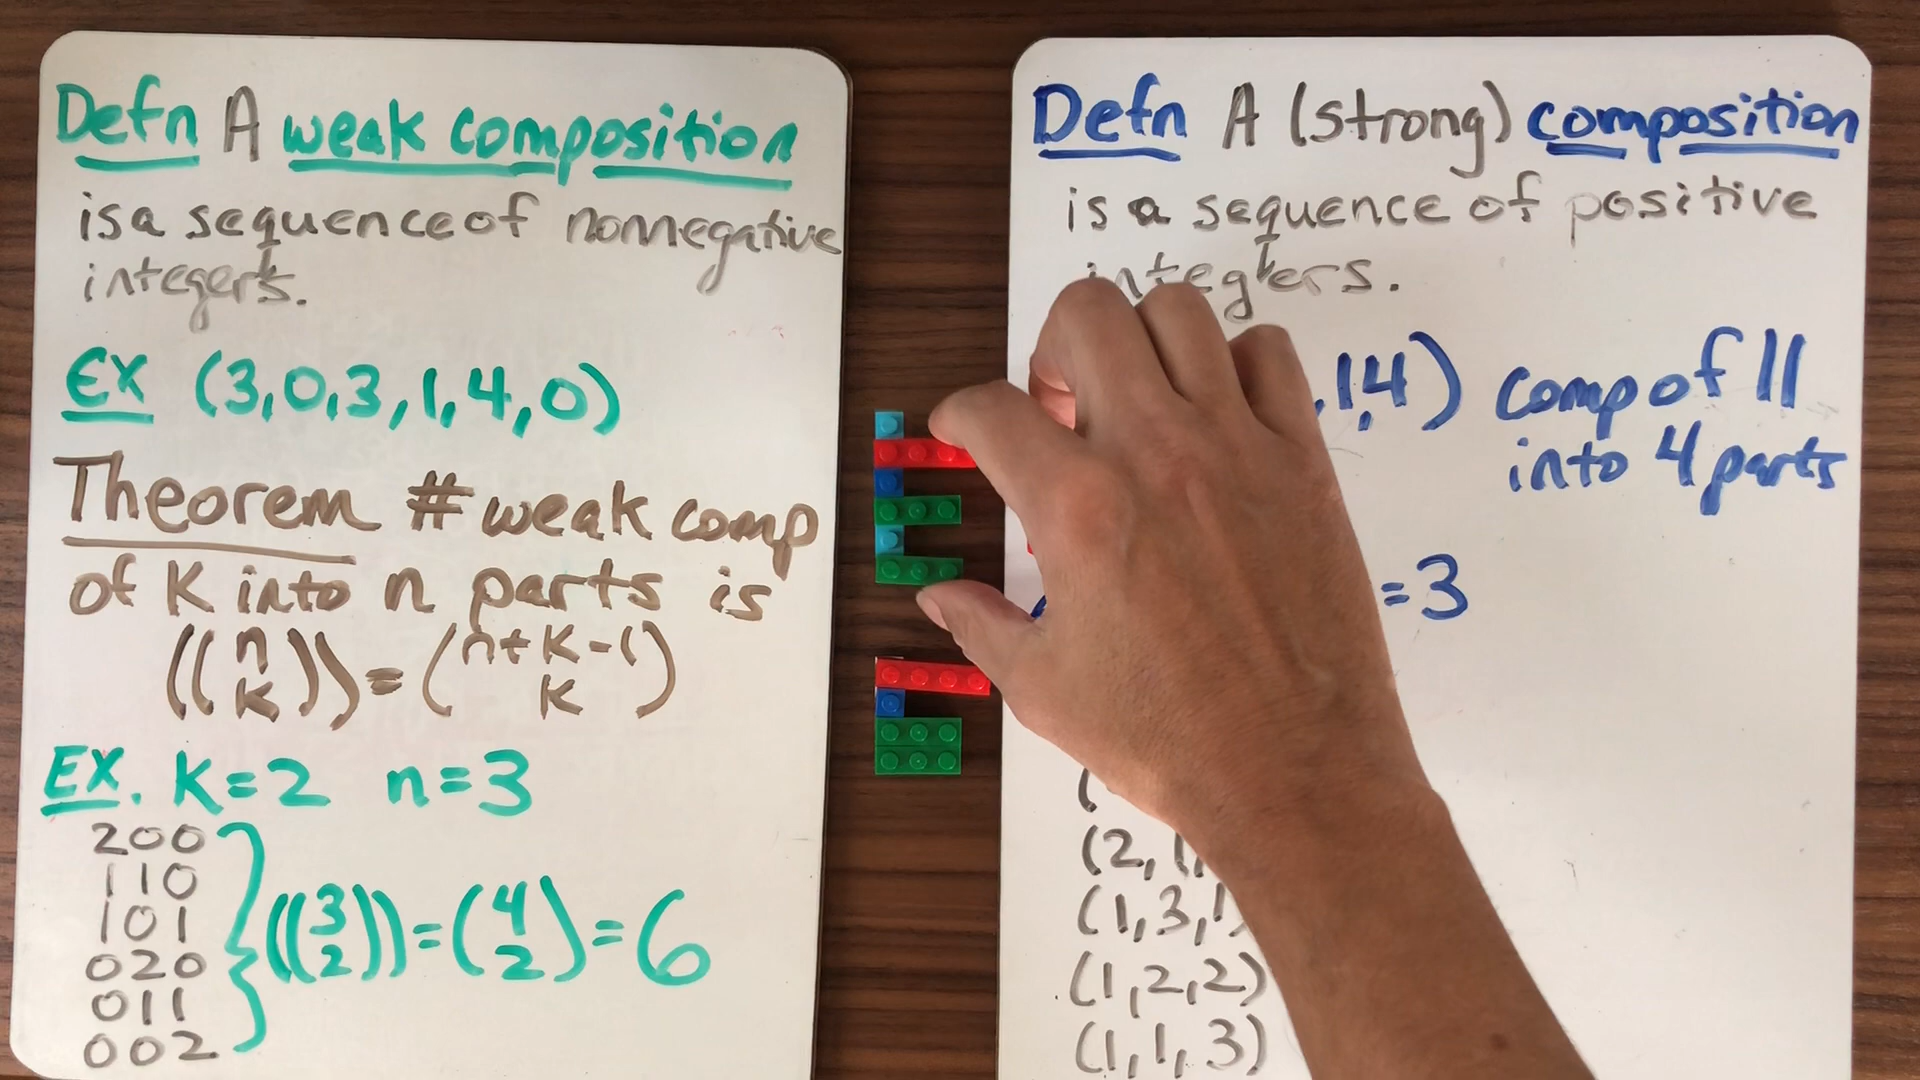 Defn A weak composition
is a sequence of nonnegative
integers.
EX (3,0,3,1,4,0)
Theorem # weak comp
of K into n parts is
((n K)) = (n+K-1 K)
EX. K=2 n=3
200
110
101
020
011
002
((3 2)) = (4 2) = 6
Defn A (strong) composition
is a sequence of positive
integers.
,1,4) comp of 11
into 4 parts
=3
(
(2,1,
(1,3,1
(1,2,2)
(1,1,3)